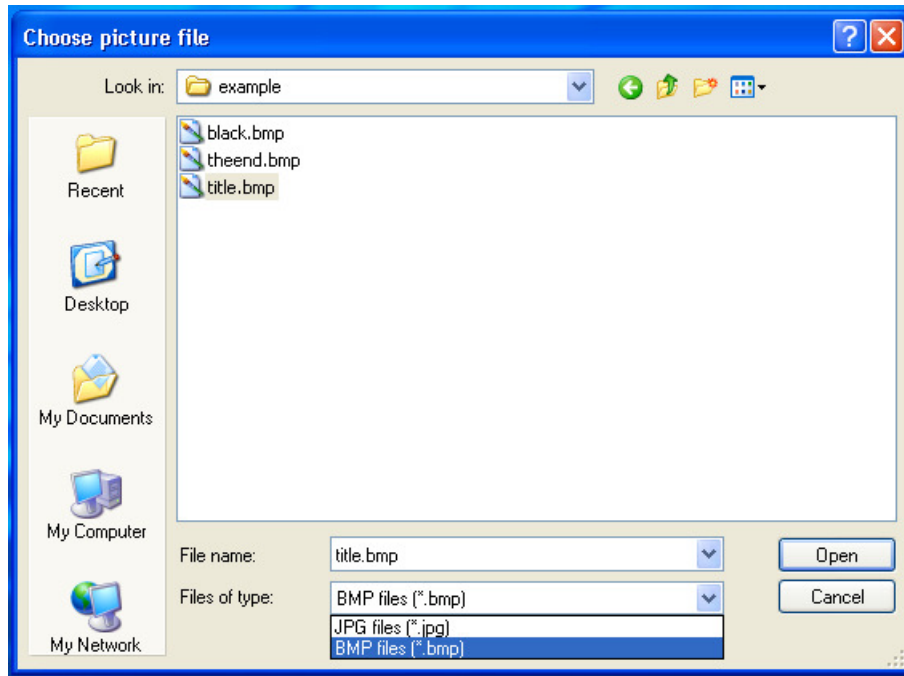 Choose picture file
Look in: example
black.bmp
theend.bmp
title.bmp
Recent
Desktop
My Documents
My Computer
My Network
File name: title.bmp Open
Files of type: BMP files (*.bmp) Cancel
JPG files (*.jpg)
BMP files (*.bmp)